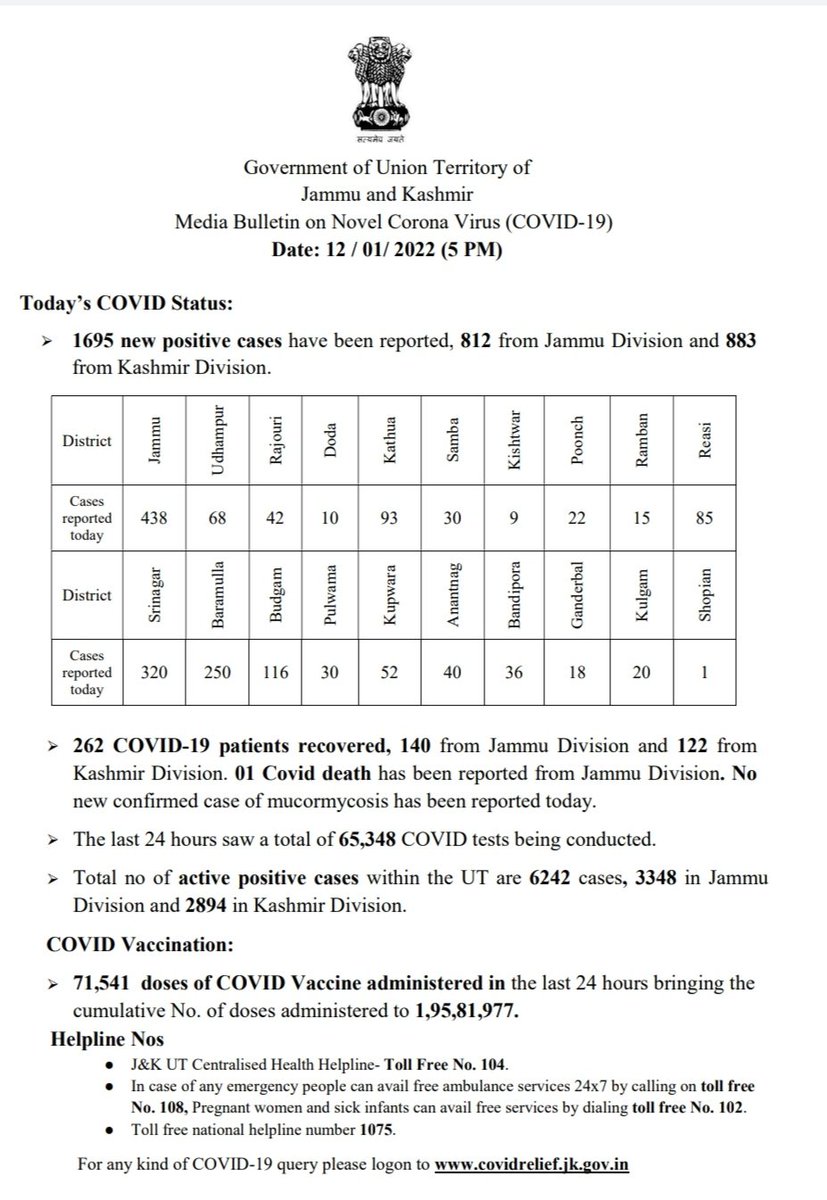 सत्यमेव जयते
Government of Union Territory of
Jammu and Kashmir
Media Bulletin on Novel Corona Virus (COVID-19)
Date: 12 / 01/ 2022 (5 PM)
Today’s COVID Status:
➢ 1695 new positive cases have been reported, 812 from Jammu Division and 883
from Kashmir Division.
District Jammu Udhampur Rajouri Doda Kathua Samba Kishtwar Poonch Ramban Reasi
Cases
reported
today 438 68 42 10 93 30 9 22 15 85
District Srinagar Baramulla Budgam Pulwama Kupwara Anantnag Bandipora Ganderbal Kulgam Shopian
Cases
reported
today 320 250 116 30 52 40 36 18 20 1
➢ 262 COVID-19 patients recovered, 140 from Jammu Division and 122 from
Kashmir Division. 01 Covid death has been reported from Jammu Division. No
new confirmed case of mucormycosis has been reported today.
➢ The last 24 hours saw a total of 65,348 COVID tests being conducted.
➢ Total no of active positive cases within the UT are 6242 cases, 3348 in Jammu
Division and 2894 in Kashmir Division.
COVID Vaccination:
➢ 71,541 doses of COVID Vaccine administered in the last 24 hours bringing the
cumulative No. of doses administered to 1,95,81,977.
Helpline Nos
● J&K UT Centralised Health Helpline- Toll Free No. 104.
● In case of any emergency people can avail free ambulance services 24x7 by calling on toll free
No. 108, Pregnant women and sick infants can avail free services by dialing toll free No. 102.
● Toll free national helpline number 1075.
For any kind of COVID-19 query please logon to www.covidrelief.jk.gov.in